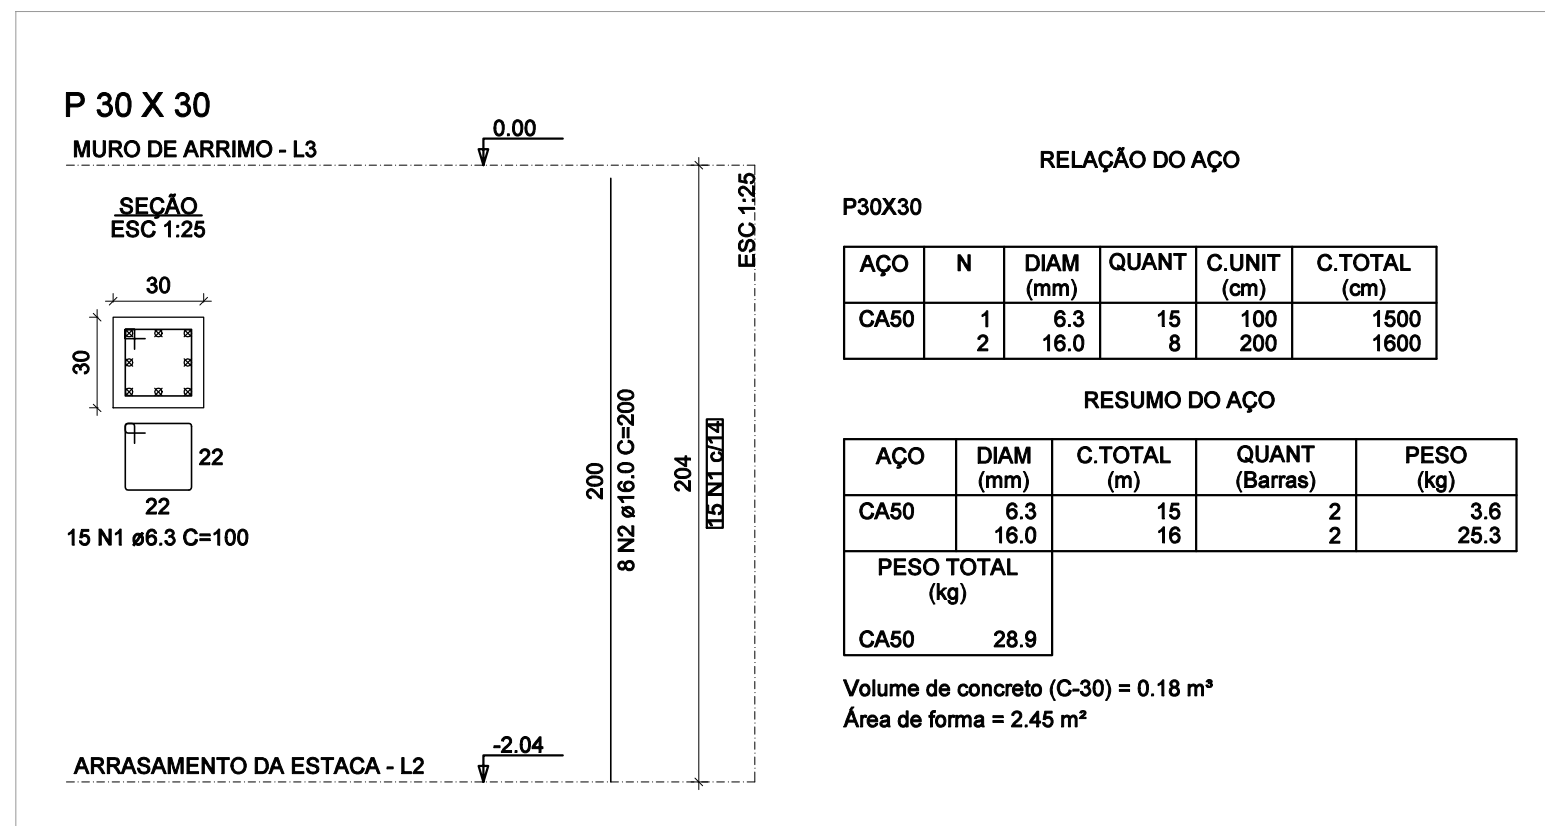 P 30 X 30
MURO DE ARRIMO - L3
0.00
SEÇÃO
ESC 1:25
30
30
22
22
15 N1 ø6.3 C=100
200
8 N2 ø16.0 C=200
204
15 N1 c/14
ESC 1:25
ARRASAMENTO DA ESTACA - L2
-2.04
RELAÇÃO DO AÇO
P30X30
AÇO N DIAM QUANT C.UNIT C.TOTAL
(mm) (cm) (cm)
CA50 1 6.3 15 100 1500
2 16.0 8 200 1600
RESUMO DO AÇO
AÇO DIAM C.TOTAL QUANT PESO
(mm) (m) (Barras) (kg)
CA50 6.3 15 2 3.6
16.0 16 2 25.3
PESO TOTAL
(kg)
CA50 28.9
Volume de concreto (C-30) = 0.18 m³
Área de forma = 2.45 m²